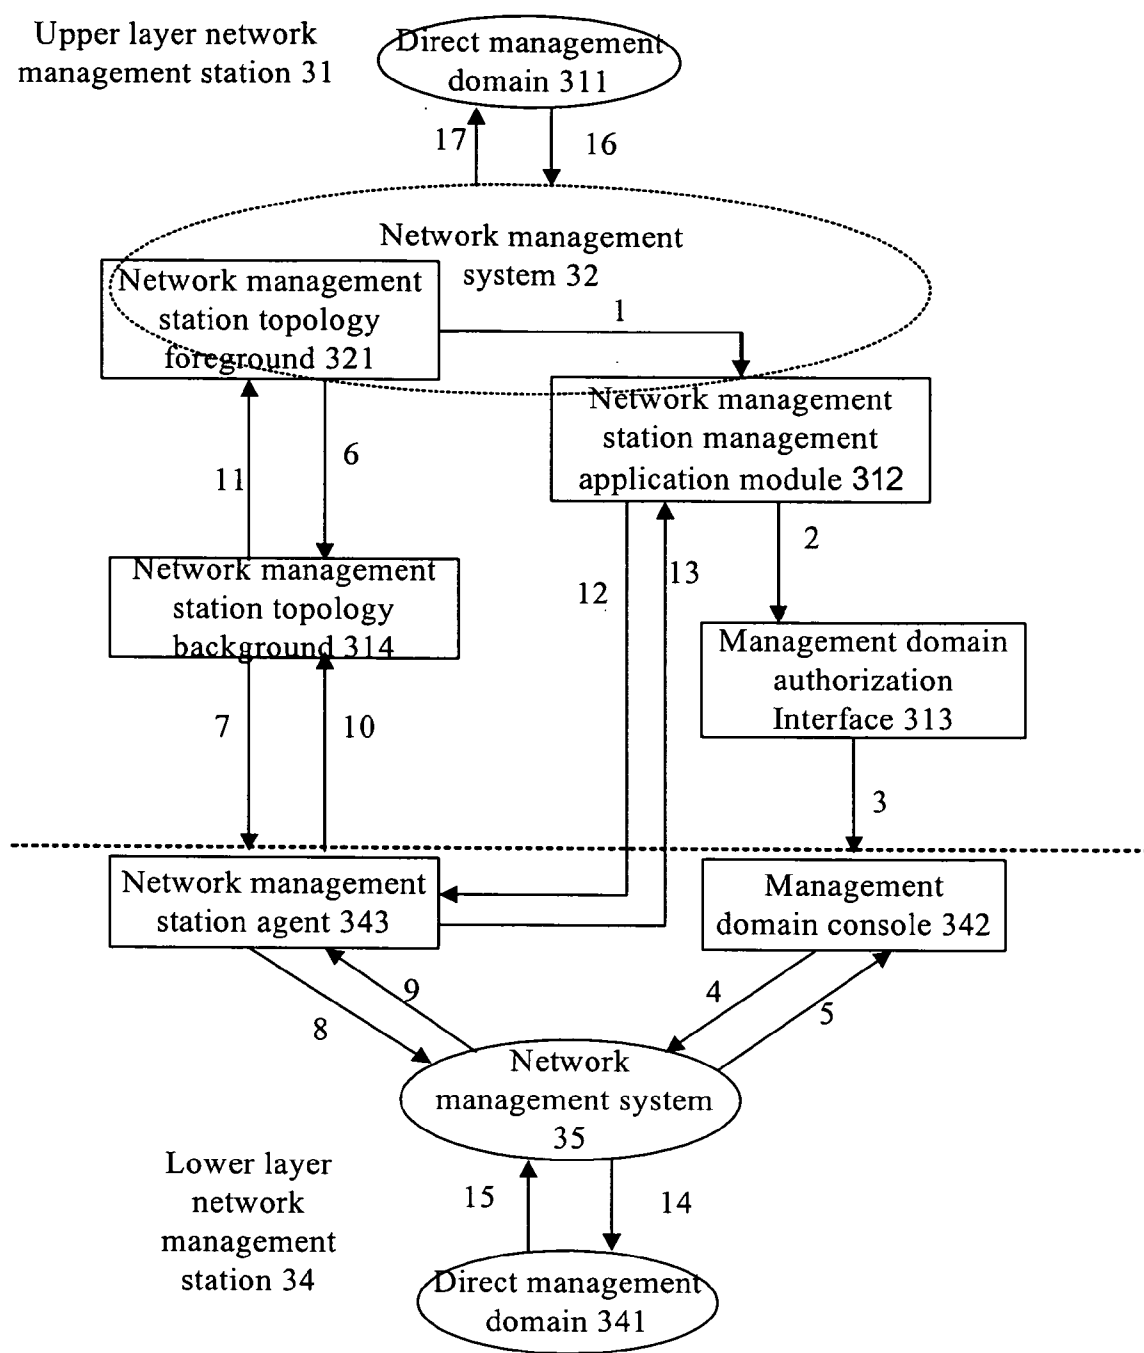 Upper layer network
management station 31
Direct management
domain 311
17
16
Network management
system 32
Network management
station topology
foreground 321
1
Network management
station management
application module 312
11
6
2
12
13
Network management
station topology
background 314
Management domain
authorization
Interface 313
7
10
3
Network management
station agent 343
Management
domain console 342
9
4
8
5
Network
management system
35
Lower layer
network
management
station 34
15
14
Direct management
domain 341